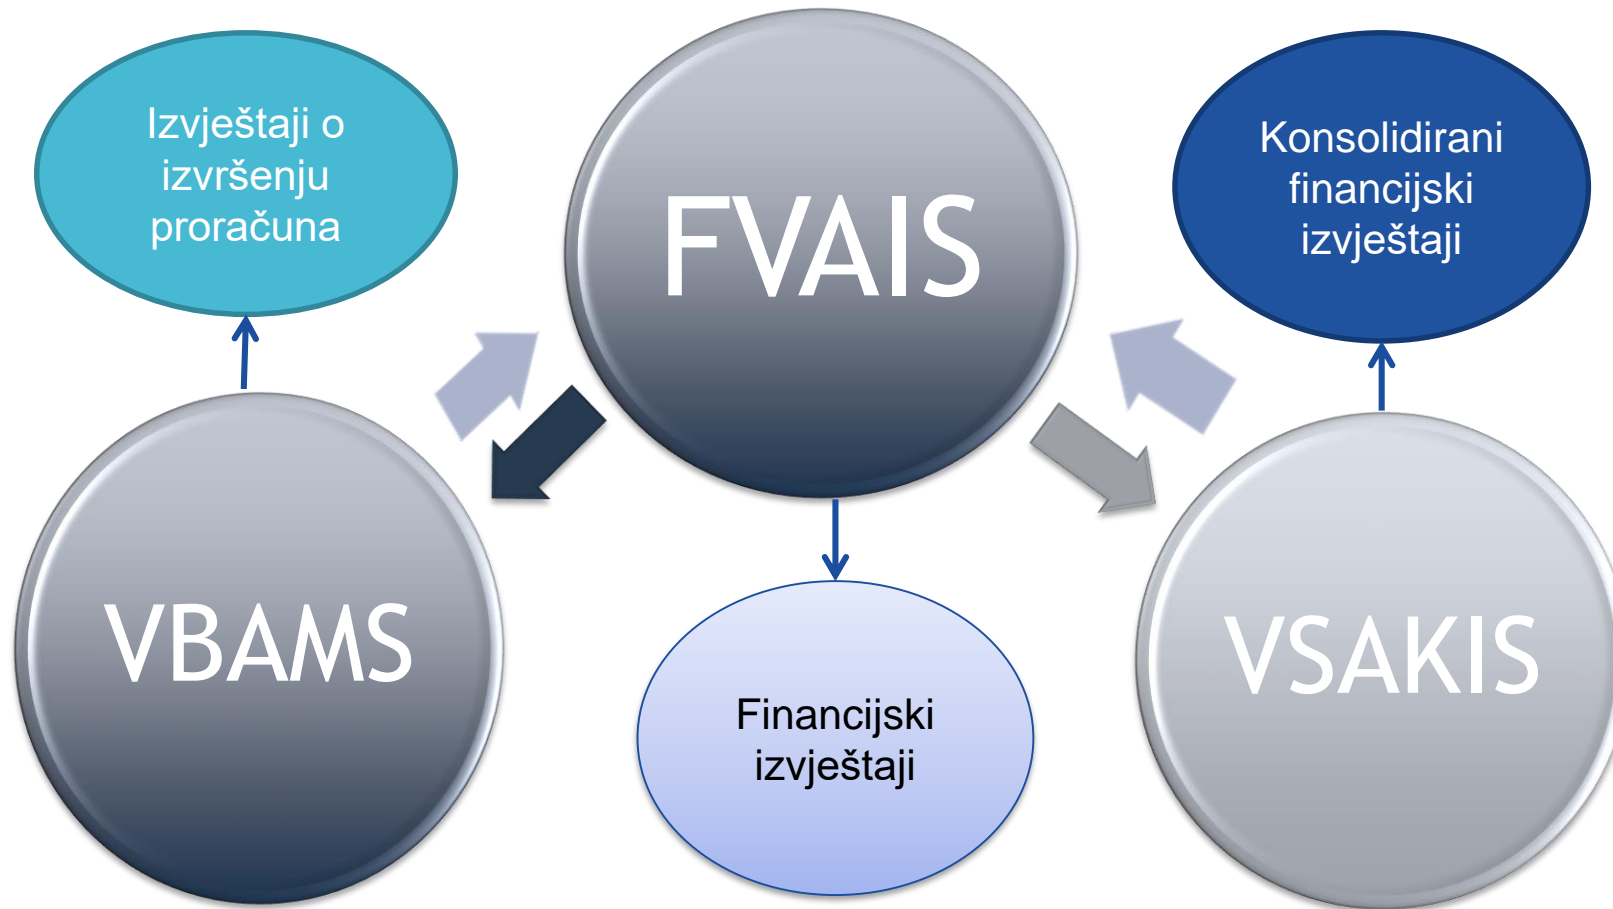 Izvještaji o
izvršenju
proračuna
FVAIS
Konsolidirani
financijski
izvještaji
VBAMS
Financijski
izvještaji
VSAKIS